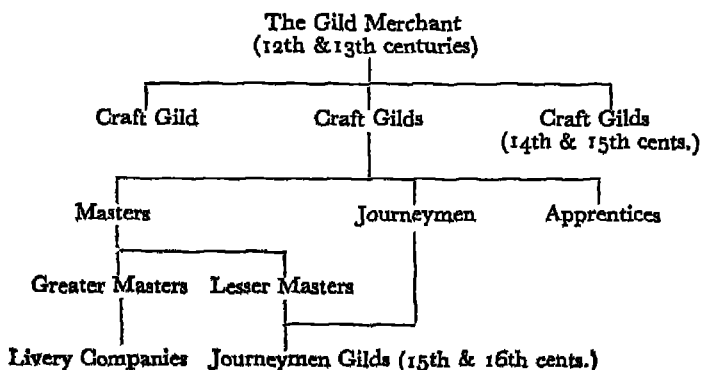 The Gild Merchant
(12th & 13th centuries)
Craft Gild Craft Gilds Craft Gilds
(14th & 15th cents.)
Masters Journeymen Apprentices
Greater Masters Lesser Masters
Livery Companies Journeymen Gilds (15th & 16th cents.)